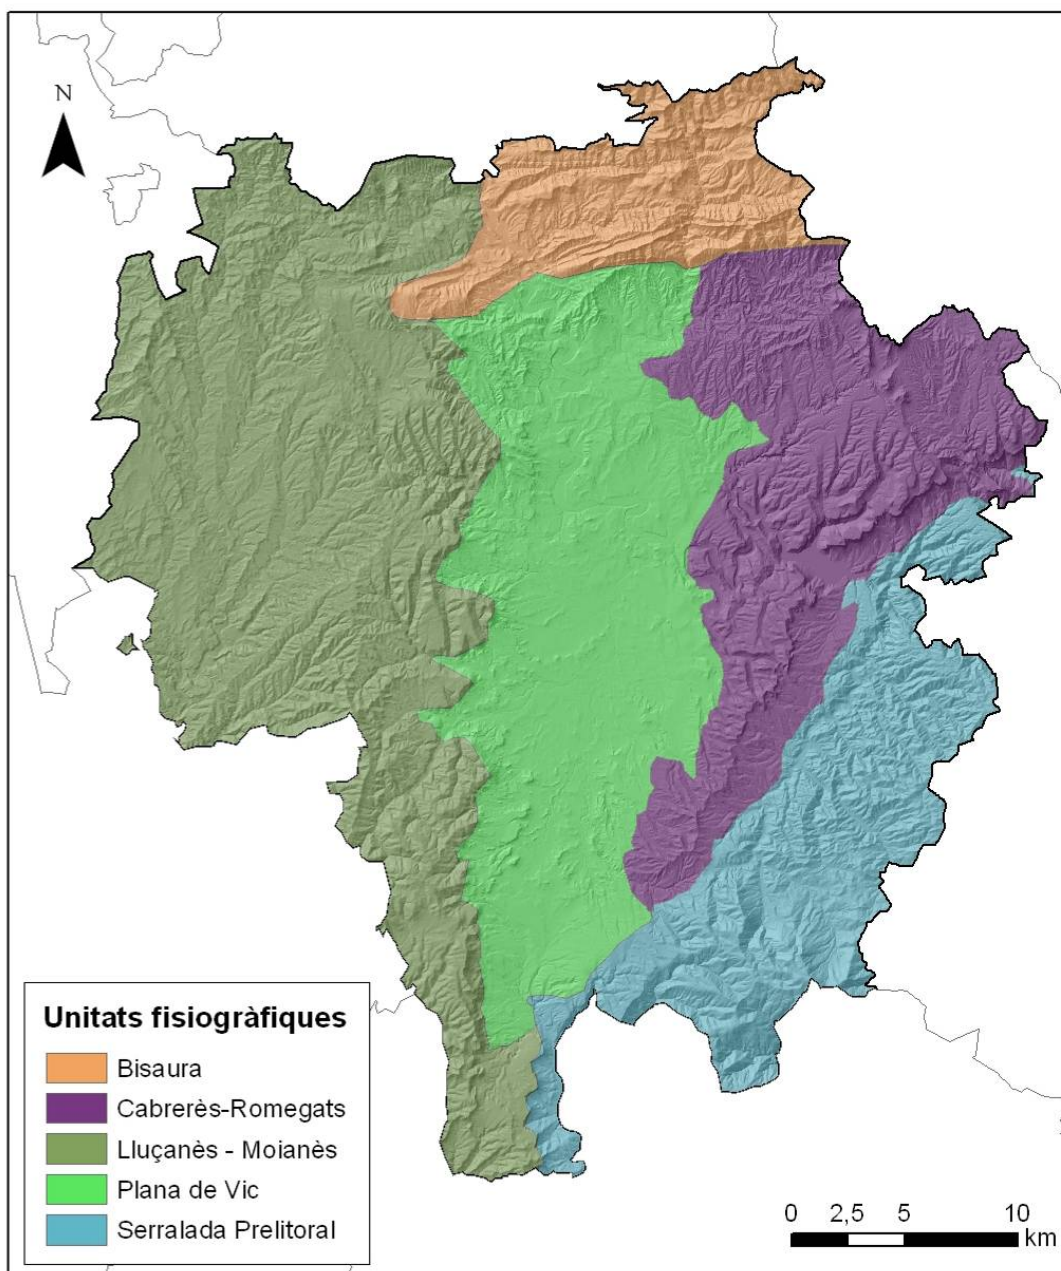 N
Unitats fisiogràfiques
Bisaura
Cabrerès-Romegats
Lluçanès - Moianès
Plana de Vic
Serralada Prelitoral
0 2,5 5 10
km